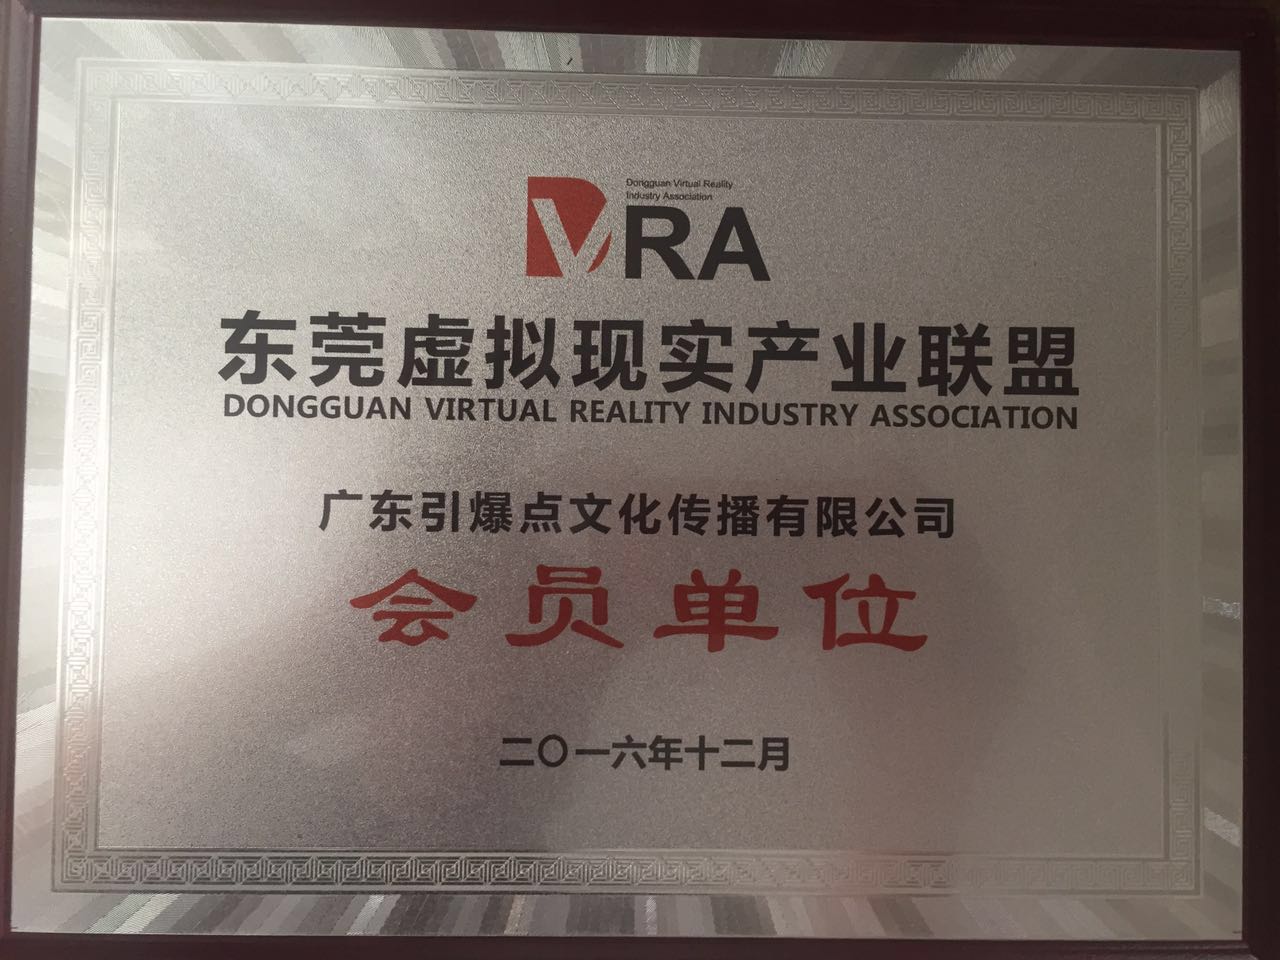 Dongguan Virtual Reality
Industry Association
DVRA
东莞虚拟现实产业联盟
DONGGUAN VIRTUAL REALITY INDUSTRY ASSOCIATION
广东引爆点文化传播有限公司
会员单位
二〇一六年十二月